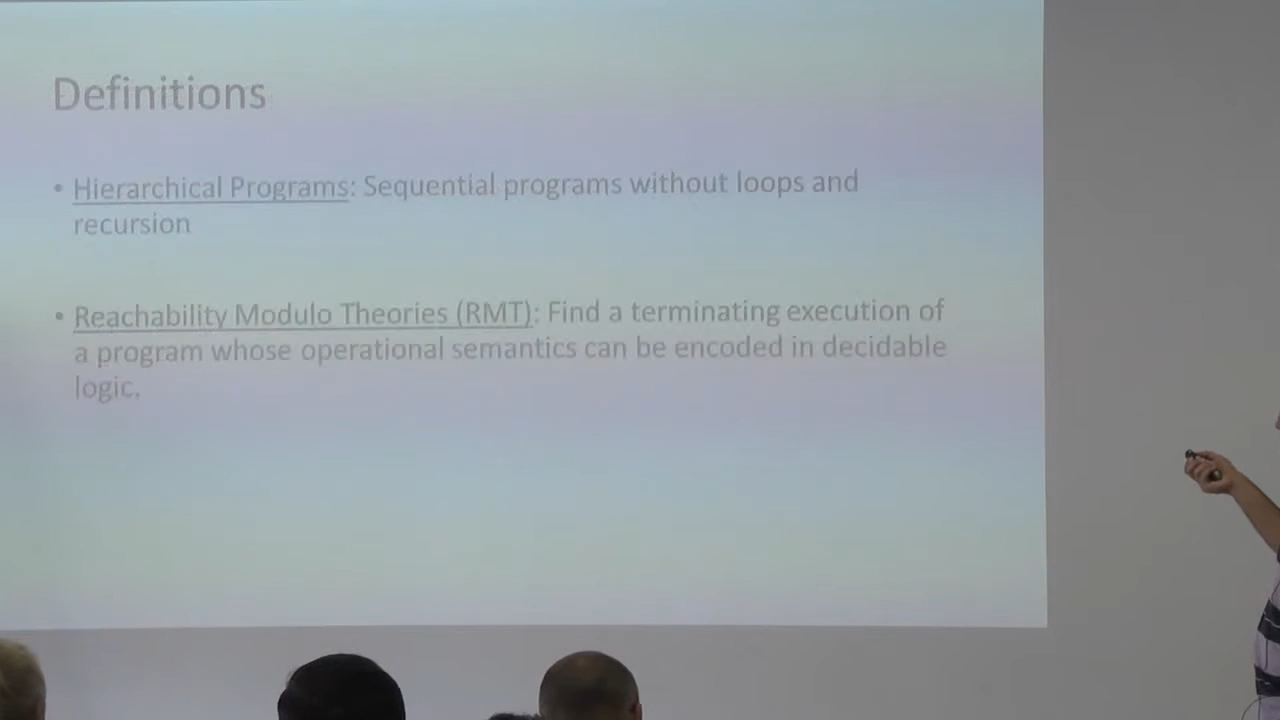 Definitions
• Hierarchical Programs: Sequential programs without loops and
recursion
• Reachability Modulo Theories (RMT): Find a terminating execution of
a program whose operational semantics can be encoded in decidable
logic.